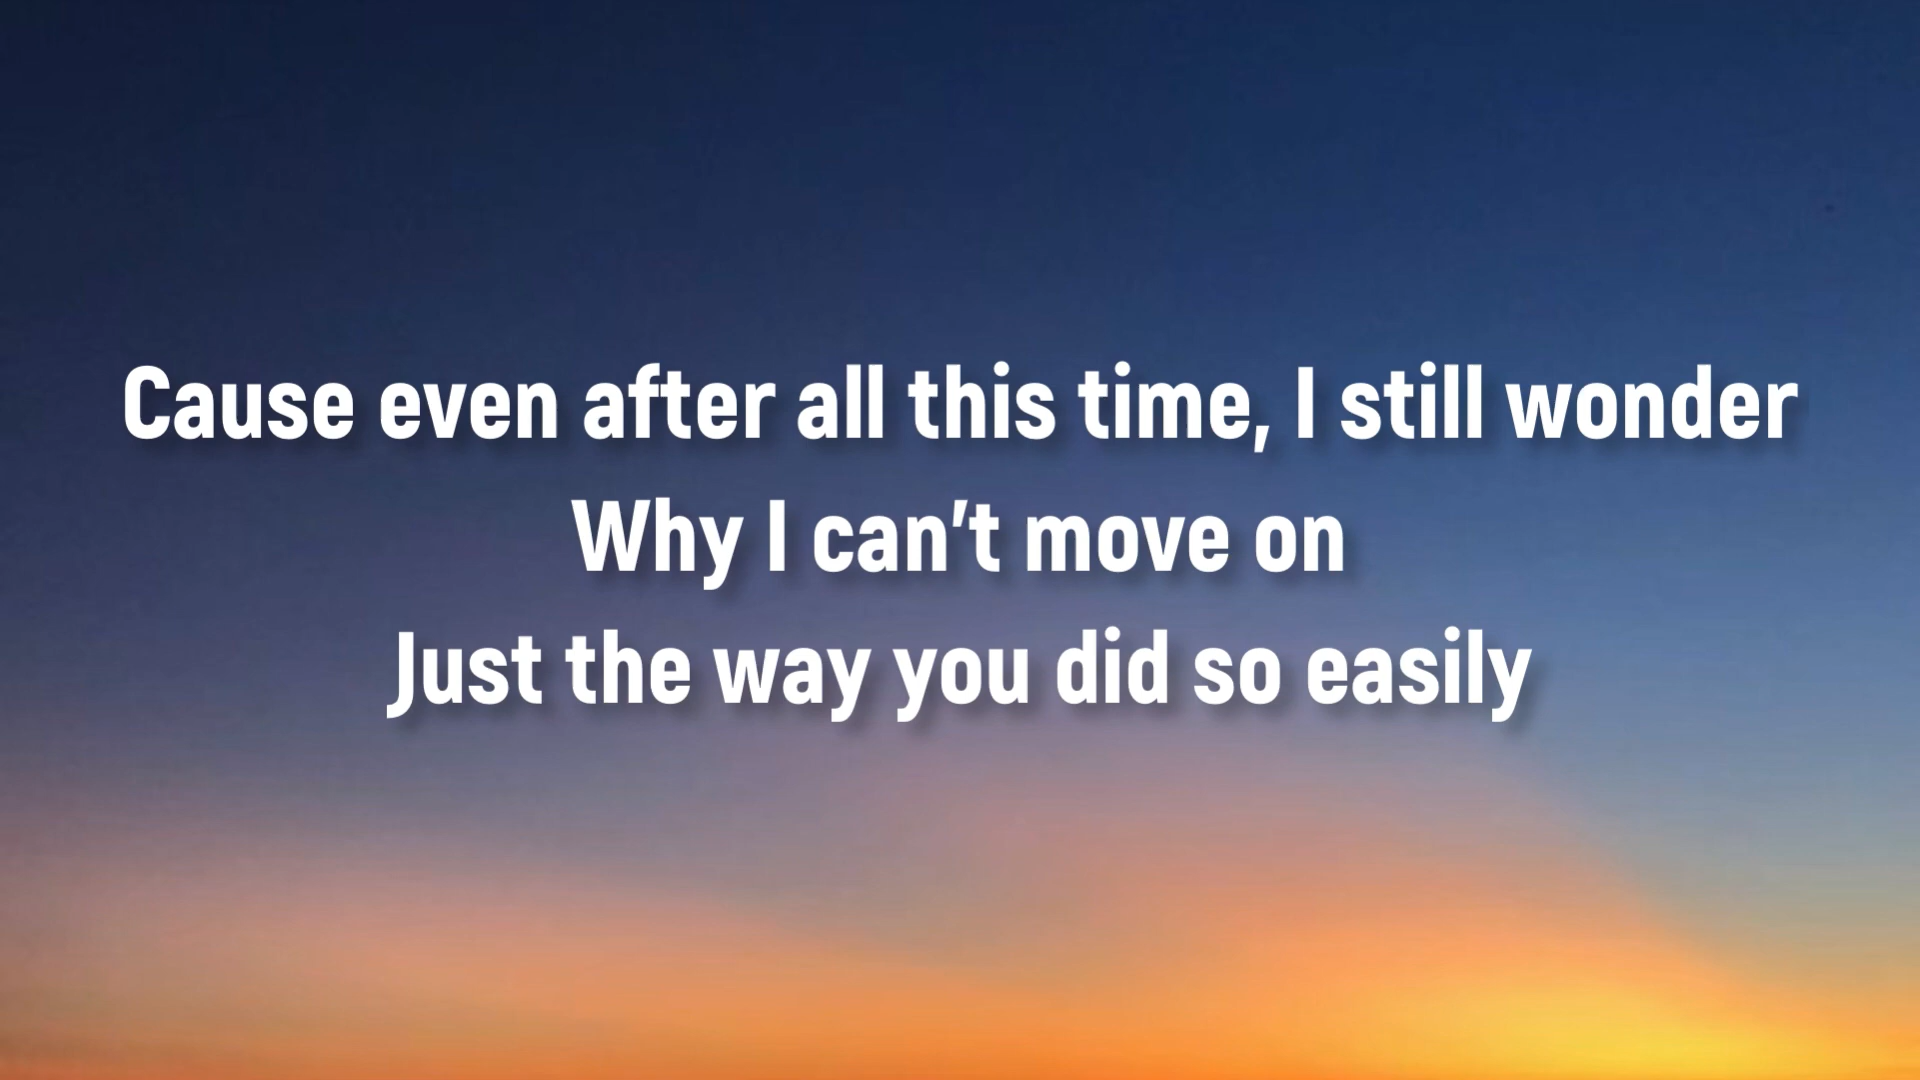 Cause even after all this time, I still wonder
Why I can't move on
Just the way you did so easily